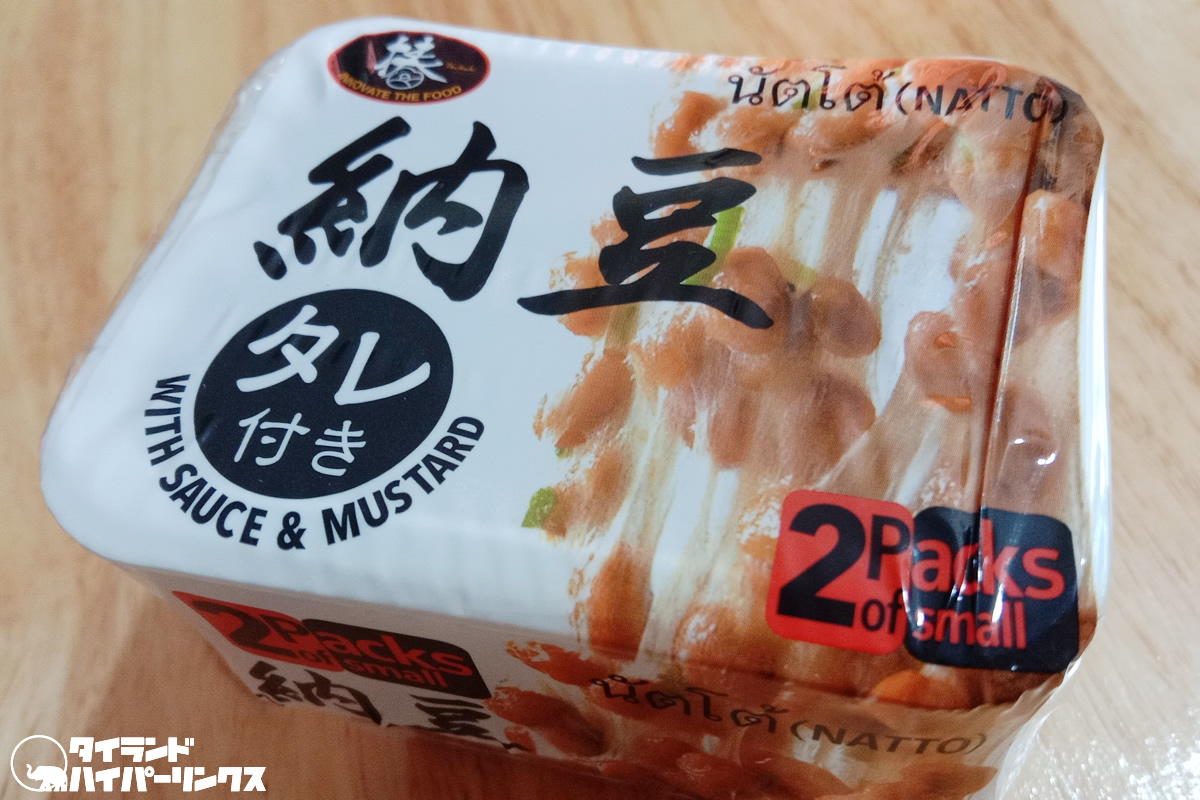 INNOVATE THE FOOD
นัตโตต้ (NATTO)
納豆
タレ
付き
WITH SAUCE & MUSTARD
2 Packs
of small
2 Packs
of small
納豆
นัตโตต้ (NATTO)
タイランド
ハイパーリンクス